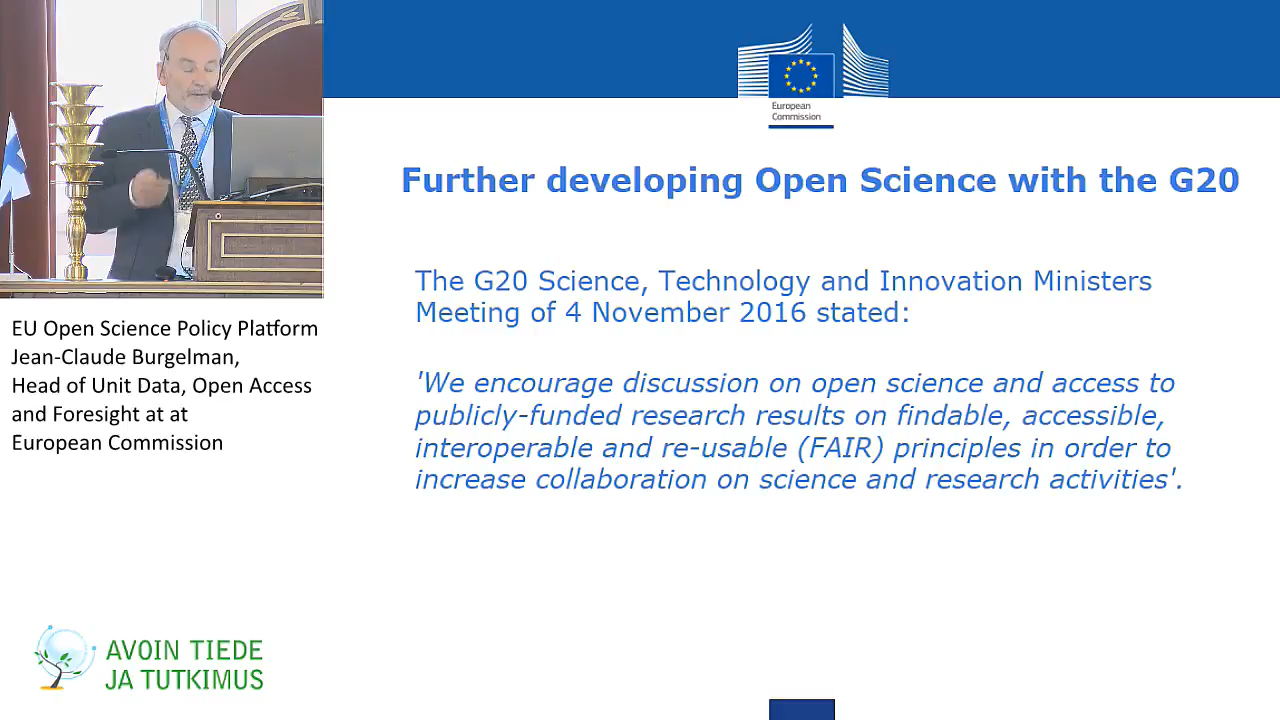 European
Commission
Further developing Open Science with the G20
The G20 Science, Technology and Innovation Ministers
Meeting of 4 November 2016 stated:
'We encourage discussion on open science and access to
publicly-funded research results on findable, accessible,
interoperable and re-usable (FAIR) principles in order to
increase collaboration on science and research activities'.
EU Open Science Policy Platform
Jean-Claude Burgelman,
Head of Unit Data, Open Access
and Foresight at at
European Commission
AVOIN TIEDE
JA TUTKIMUS